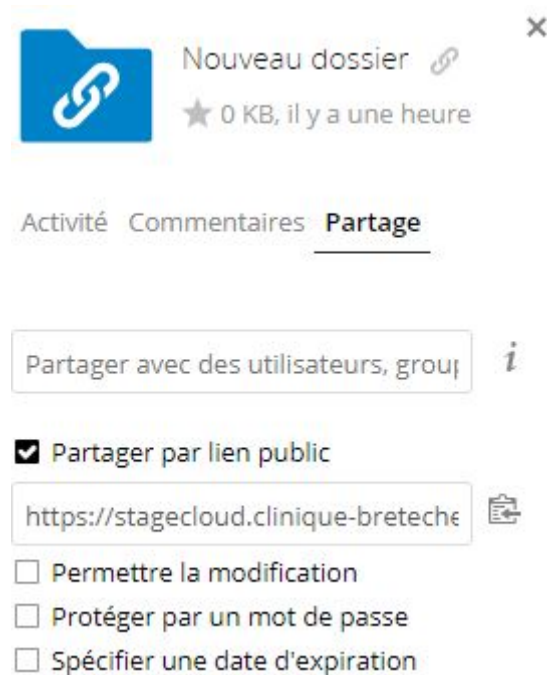 Nouveau dossier
0 KB, il y a une heure
Activité Commentaires Partage
Partager avec des utilisateurs, group
Partager par lien public
https://stagecloud.clinique-breteche
Permettre la modification
Protéger par un mot de passe
Spécifier une date d'expiration